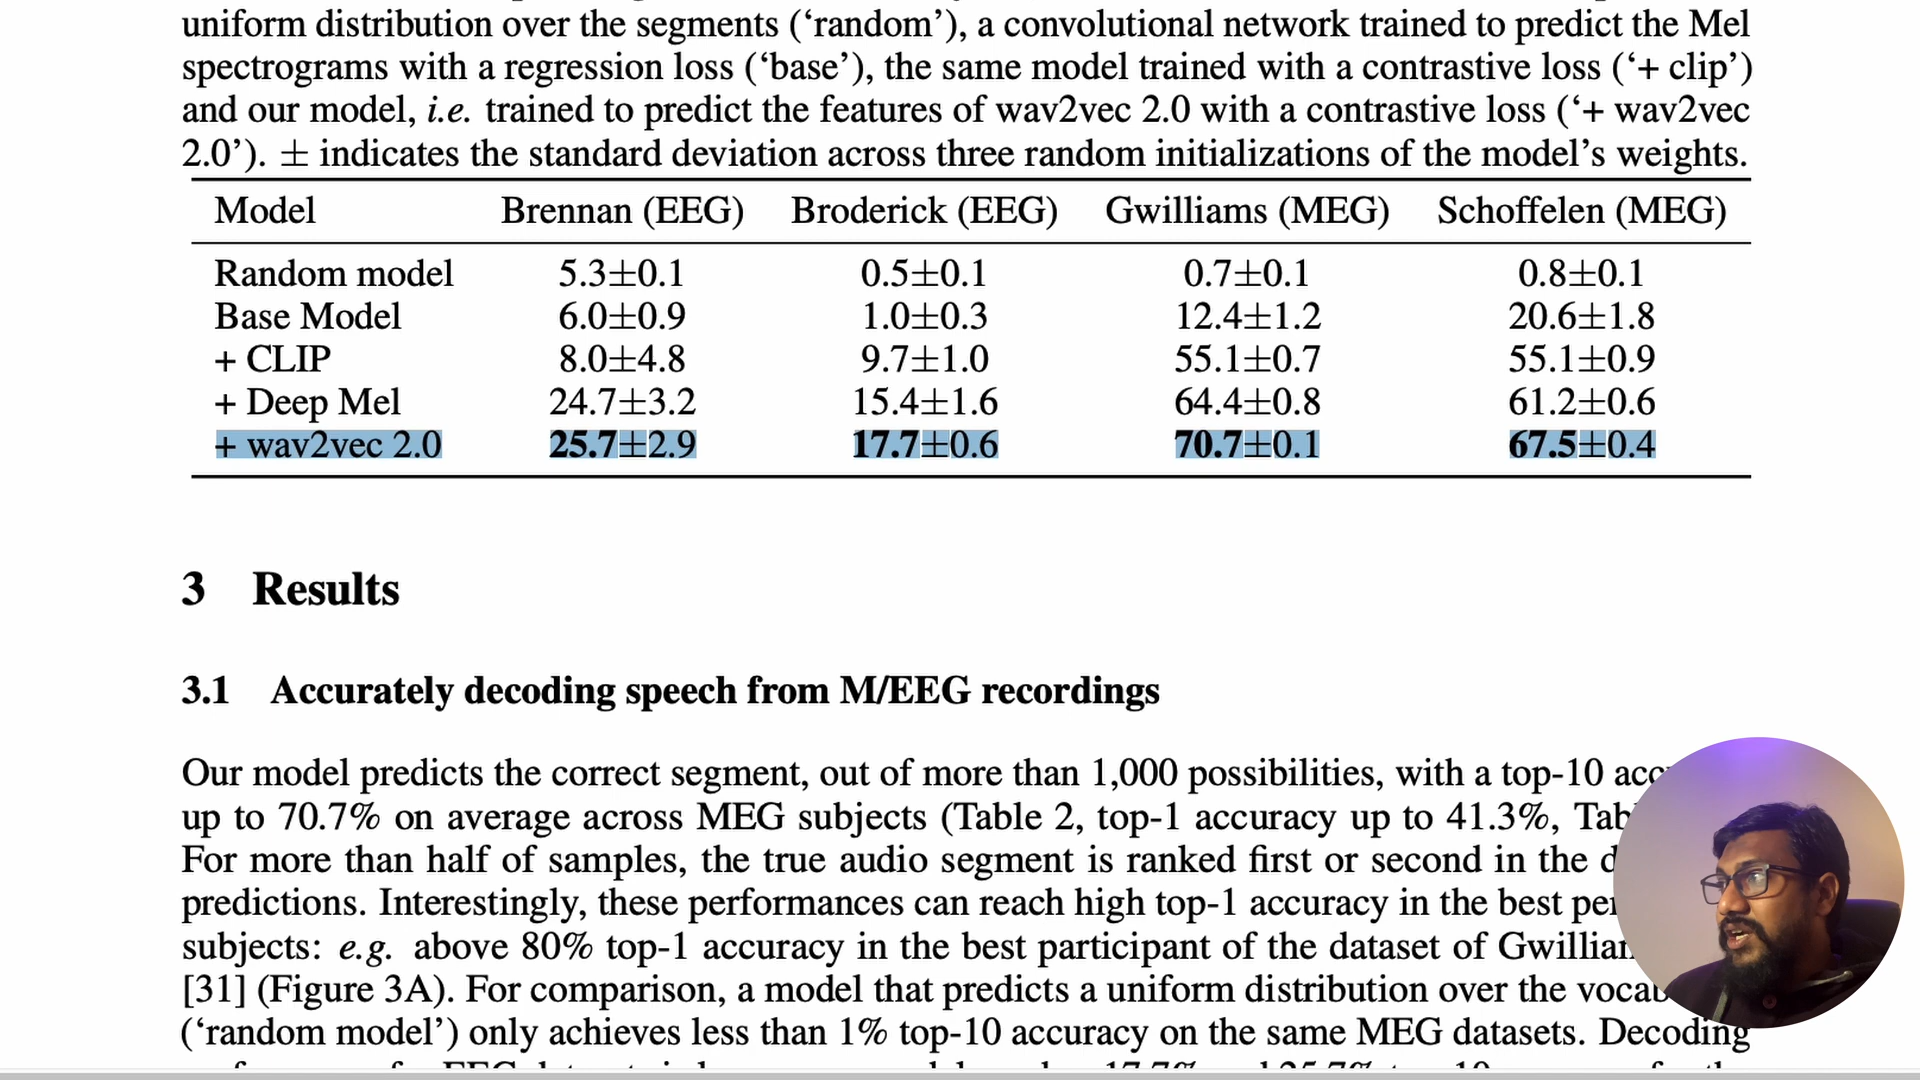 uniform distribution over the segments (‘random’), a convolutional network trained to predict the Mel
spectrograms with a regression loss (‘base’), the same model trained with a contrastive loss (‘+ clip’)
and our model, i.e. trained to predict the features of wav2vec 2.0 with a contrastive loss (‘+ wav2vec
2.0’). ± indicates the standard deviation across three random initializations of the model’s weights.
Model Brennan (EEG) Broderick (EEG) Gwilliams (MEG) Schoffelen (MEG)
Random model 5.3±0.1 0.5±0.1 0.7±0.1 0.8±0.1
Base Model 6.0±0.9 1.0±0.3 12.4±1.2 20.6±1.8
+ CLIP 8.0±4.8 9.7±1.0 55.1±0.7 55.1±0.9
+ Deep Mel 24.7±3.2 15.4±1.6 64.4±0.8 61.2±0.6
+ wav2vec 2.0 25.7±2.9 17.7±0.6 70.7±0.1 67.5±0.4
3 Results
3.1 Accurately decoding speech from M/EEG recordings
Our model predicts the correct segment, out of more than 1,000 possibilities, with a top-10
up to 70.7% on average across MEG subjects (Table 2, top-1 accuracy up to 41.3%,
For more than half of samples, the true audio segment is ranked first or second in the
predictions. Interestingly, these performances can reach high top-1 accuracy in the best
subjects: e.g. above 80% top-1 accuracy in the best participant of the dataset of
[31] (Figure 3A). For comparison, a model that predicts a uniform distribution over the
(‘random model’) only achieves less than 1% top-10 accuracy on the same MEG datasets. Decoding